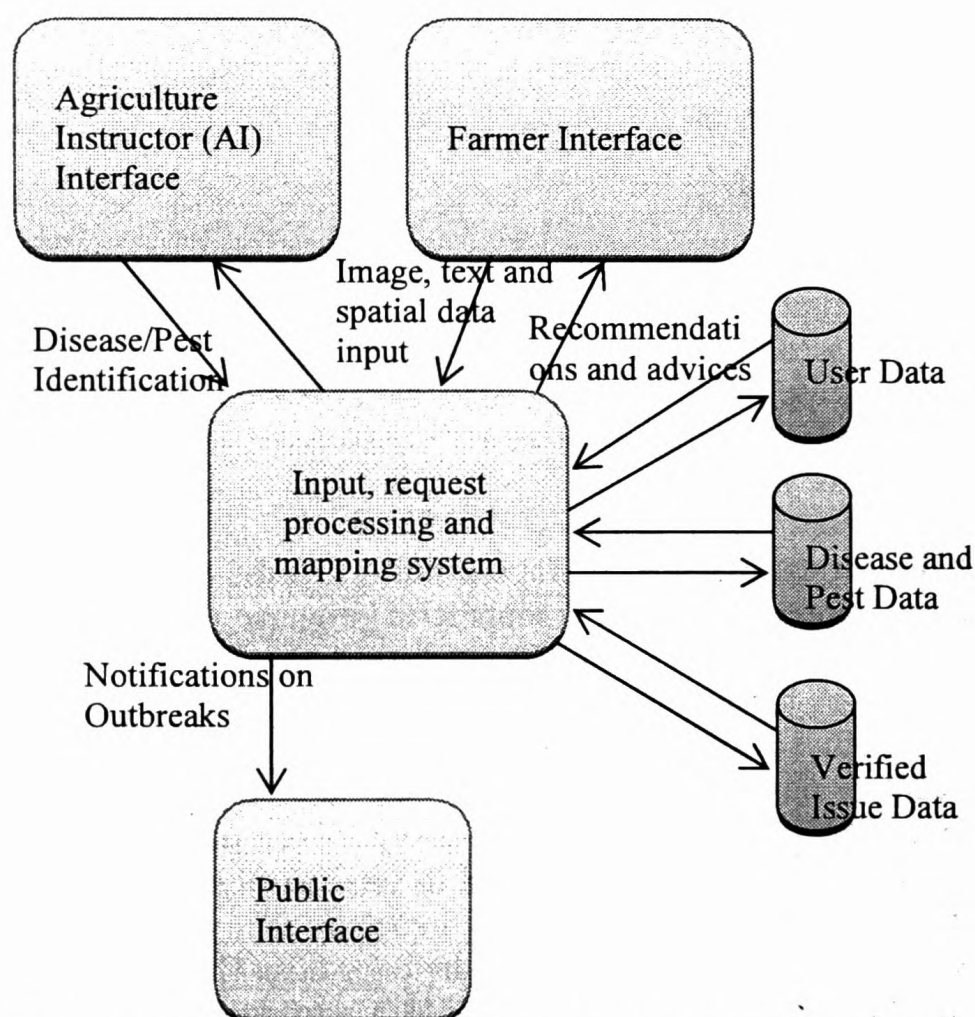 Agriculture
Instructor (AI)
Interface
Farmer Interface
Image, text and
spatial data
input
Disease/Pest
Identification
Recommendati
ons and advices
User Data
Input, request
processing and
mapping system
Disease and
Pest Data
Notifications on
Outbreaks
Verified
Issue Data
Public
Interface